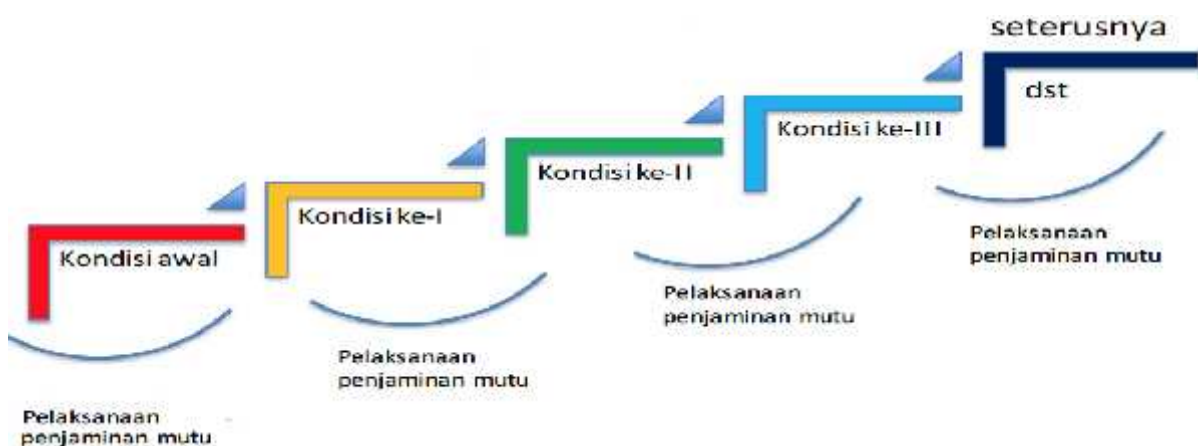 seterusnya
dst
Kondisi ke-III
Kondisi ke-II
Kondisi ke-I
Kondisi awal
Pelaksanaan
penjaminan mutu
Pelaksanaan
penjaminan mutu
Pelaksanaan
penjaminan mutu
Pelaksanaan
penjaminan mutu